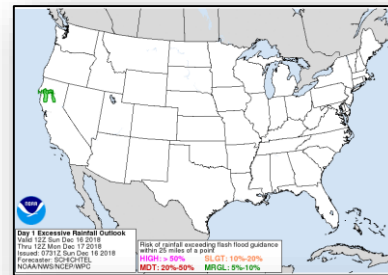 NOAA
Day 1 Excessive Rainfall Outlook
Valid 12Z Sun Dec 16 2018
Thru 12Z Mon Dec 17 2018
Issued: 0731Z Sun Dec 16 2018
Forecaster: SCHICHTEL
NOAA/NWS/NCEP/WPC
Risk of rainfall exceeding flash flood guidance
within 25 miles of a point
HIGH: > 50% SLGT: 10%-20%
MDT: 20%-50% MRGL: 5%-10%